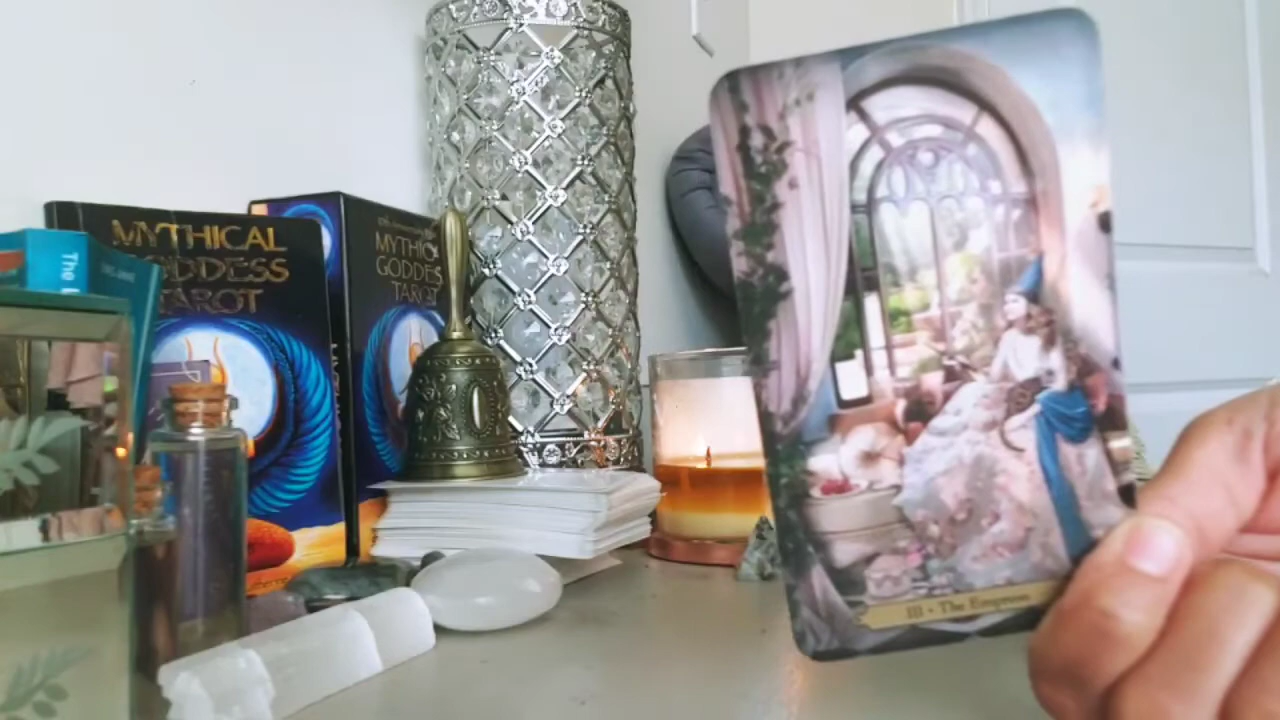 MYTHICAL
GODDESS
TAROT
MYTHIC
GODDES
TAROT
The
III • The Empress